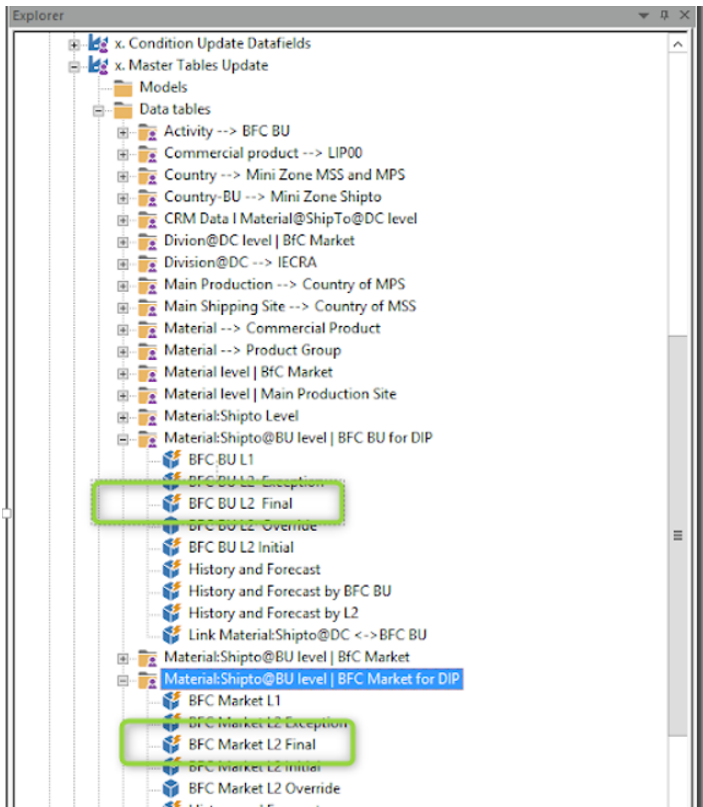 Explorer
x. Condition Update Datafields
x. Master Tables Update
Models
Data tables
Activity --> BFC BU
Commercial product --> LIP00
Country --> Mini Zone MSS and MPS
Country-BU --> Mini Zone Shipto
CRM Data I Material@ShipTo@DC level
Divion@DC level | BfC Market
Division@DC --> IECRA
Main Production --> Country of MPS
Main Shipping Site --> Country of MSS
Material --> Commercial Product
Material --> Product Group
Material level | BfC Market
Material level | Main Production Site
Material:Shipto Level
Material:Shipto@BU level | BFC BU for DIP
BFC BU L1
BFC BU L2 Exception
BFC BU L2 Final
BFC BU L2 Override
BFC BU L2 Initial
History and Forecast
History and Forecast by BFC BU
History and Forecast by L2
Link Material:Shipto@DC <->BFC BU
Material:Shipto@BU level | BfC Market
Material:Shipto@BU level | BFC Market for DIP
BFC Market L1
BFC Market L2 Exception
BFC Market L2 Final
BFC Market L2 Initial
BFC Market L2 Override